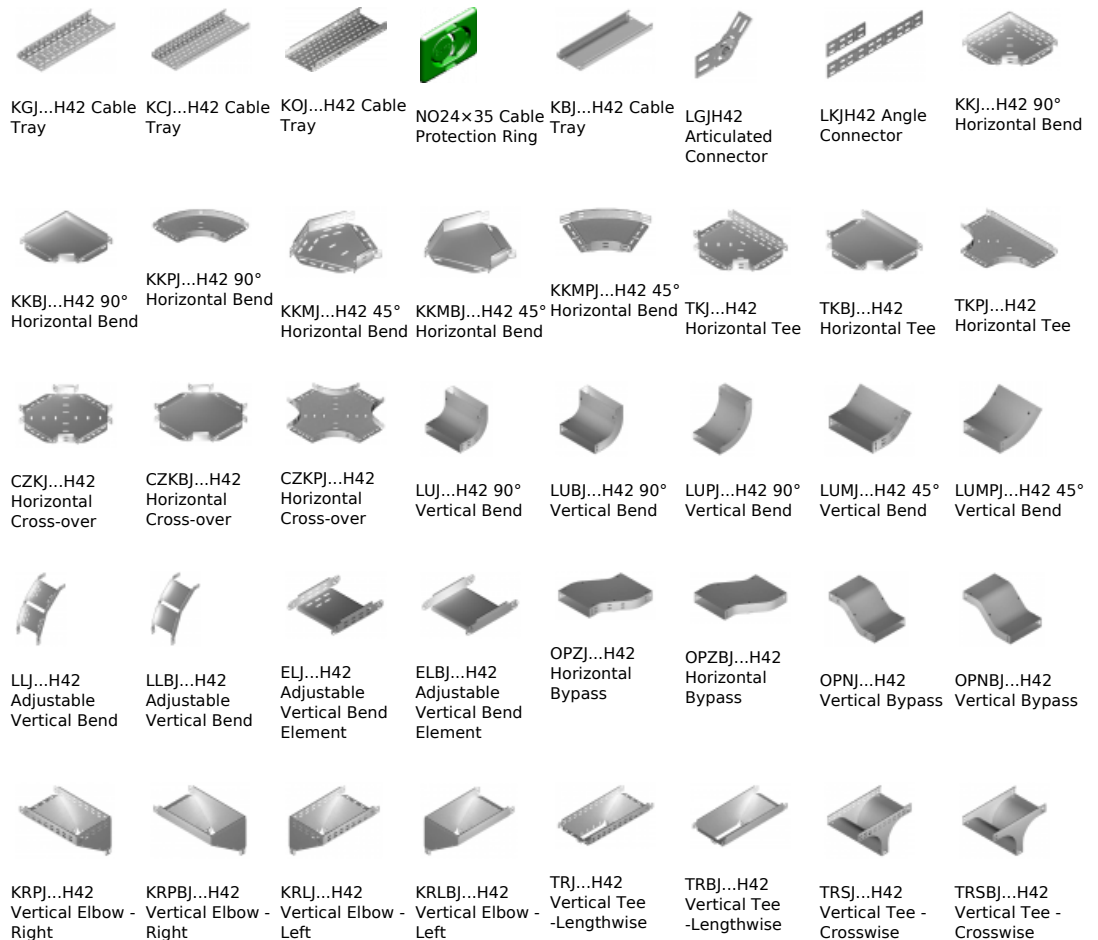 KGJ...H42 Cable
Tray
KCJ...H42 Cable
Tray
KOJ...H42 Cable
Tray
NO24×35 Cable
Protection Ring
KBJ...H42 Cable
Tray
LGJH42
Articulated
Connector
LKJH42 Angle
Connector
KKJ...H42 90°
Horizontal Bend
KKBJ...H42 90°
Horizontal Bend
KKPJ...H42 90°
Horizontal Bend
KKMJ...H42 45°
Horizontal Bend
KKMBJ...H42 45°
Horizontal Bend
KKMPJ...H42 45°
Horizontal Bend
TKJ...H42
Horizontal Tee
TKBJ...H42
Horizontal Tee
TKPJ...H42
Horizontal Tee
CZKJ...H42
Horizontal
Cross-over
CZKBJ...H42
Horizontal
Cross-over
CZKPJ...H42
Horizontal
Cross-over
LUJ...H42 90°
Vertical Bend
LUBJ...H42 90°
Vertical Bend
LUPJ...H42 90°
Vertical Bend
LUMJ...H42 45°
Vertical Bend
LUMPJ...H42 45°
Vertical Bend
LLJ...H42
Adjustable
Vertical Bend
LLBJ...H42
Adjustable
Vertical Bend
ELJ...H42
Adjustable
Vertical Bend
Element
ELBJ...H42
Adjustable
Vertical Bend
Element
OPZJ...H42
Horizontal
Bypass
OPZBJ...H42
Horizontal
Bypass
OPNJ...H42
Vertical Bypass
OPNBJ...H42
Vertical Bypass
KRPJ...H42
Vertical Elbow -
Right
KRPBJ...H42
Vertical Elbow -
Right
KRLJ...H42
Vertical Elbow -
Left
KRLBJ...H42
Vertical Elbow -
Left
TRJ...H42
Vertical Tee
-Lengthwise
TRBJ...H42
Vertical Tee
-Lengthwise
TRSJ...H42
Vertical Tee -
Crosswise
TRSBJ...H42
Vertical Tee -
Crosswise